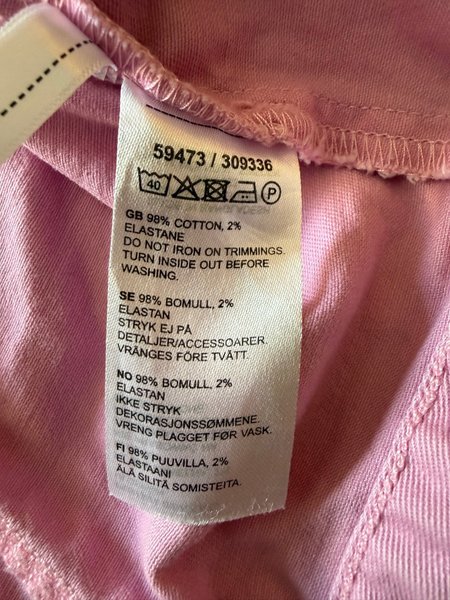 59473 / 309336
40 P
GB 98% COTTON, 2%
ELASTANE
DO NOT IRON ON TRIMMINGS.
TURN INSIDE OUT BEFORE
WASHING.
SE 98% BOMULL, 2%
ELASTAN
STRYK EJ PÅ
DETALJER/ACCESSOARER.
VRÄNGES FÖRE TVÄTT.
NO 98% BOMULL, 2%
ELASTAN
IKKE STRYK
DEKORASJONSSØMMENE.
VRENG PLAGGET FØR VASK.
FI 98% PUUVILLA, 2%
ELASTAANI
ÄLÄ SILITÄ SOMISTEITA.